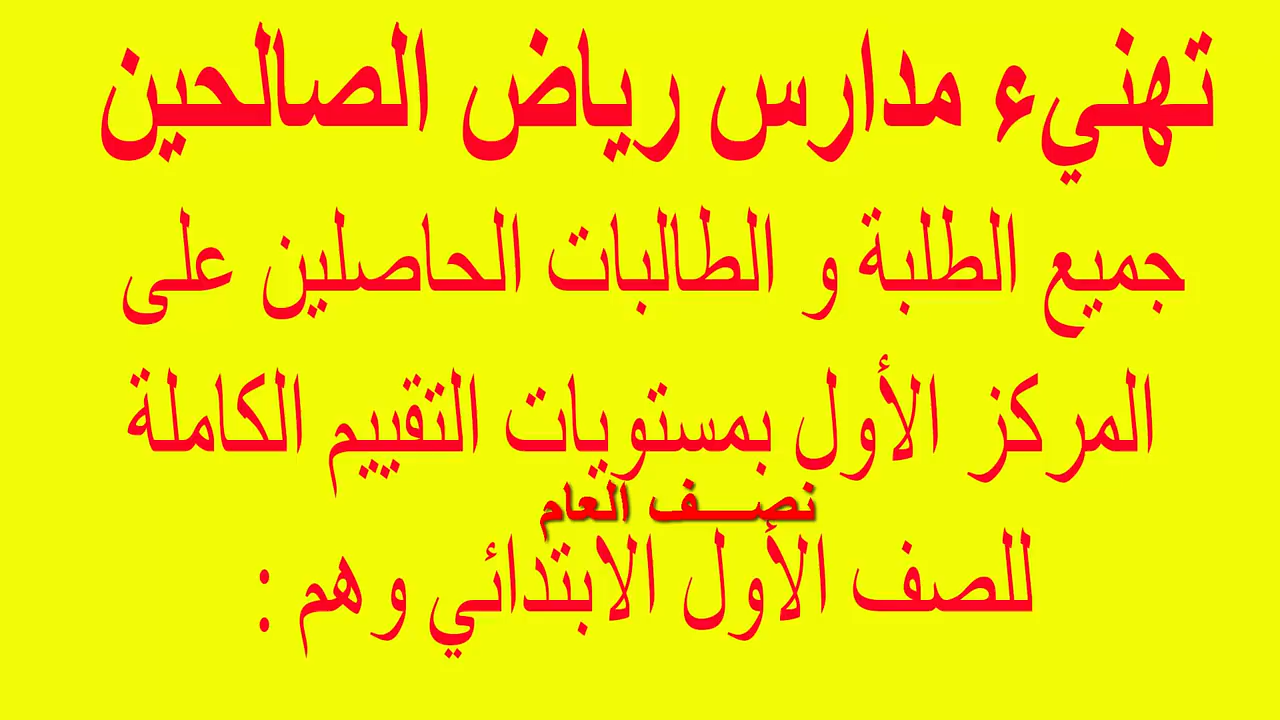 تهنيء مدارس رياض الصالحين
جميع الطلبة و الطالبات الحاصلين على
المركز الأول بمستويات التقييم الكاملة
نصــــف العام
للصف الأول الابتدائي وهم :